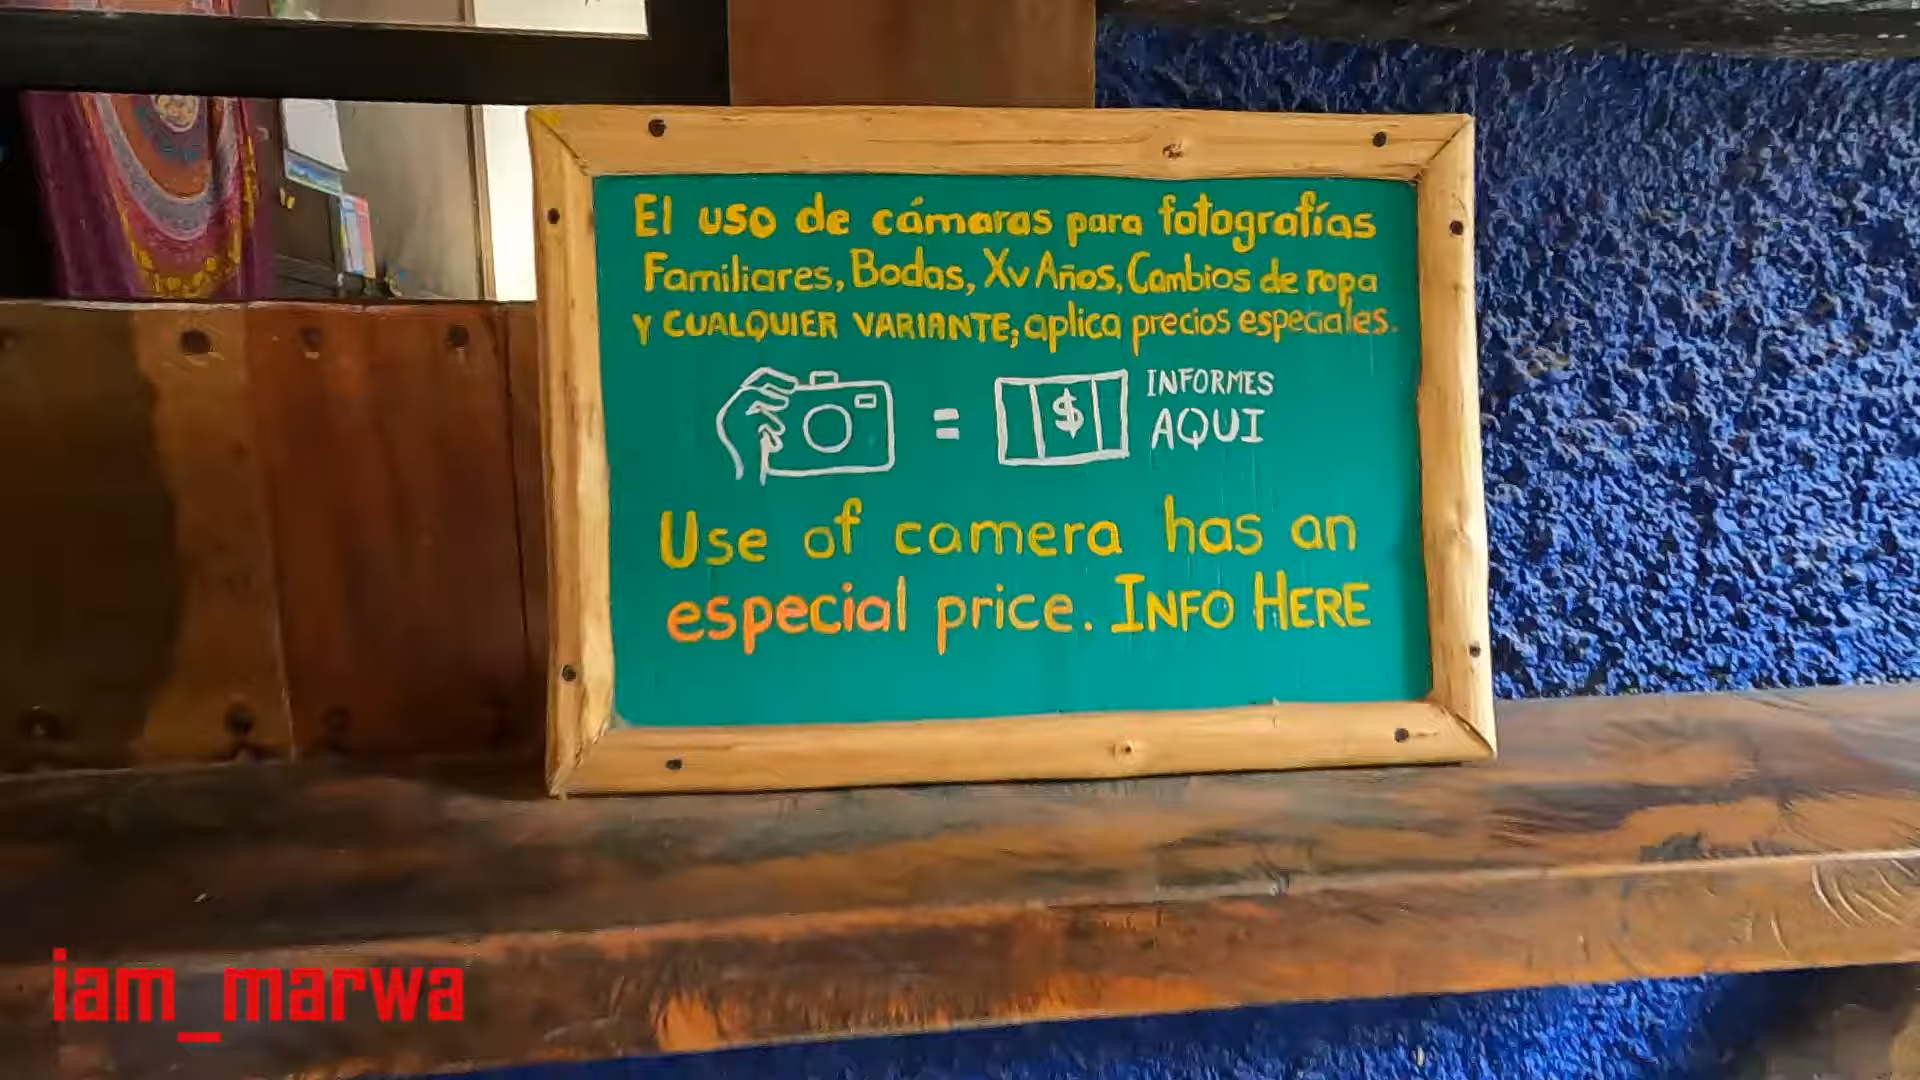 El uso de cámaras para fotografías
Familiares, Bodas, Xv Años, Cambios de ropa
Y CUALQUIER VARIANTE, aplica precios especiales.
= $ INFORMES
AQUI
Use of camera has an
especial price. INFO HERE
iam_marwa